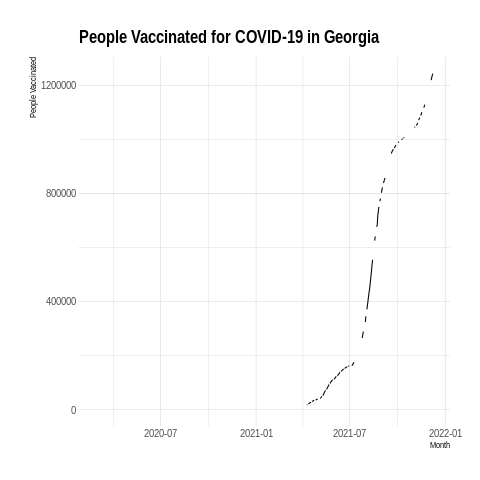 People Vaccinated for COVID-19 in Georgia
People Vaccinated
1200000
800000
400000
0
2020-07
2021-01
2021-07
2022-01
Month